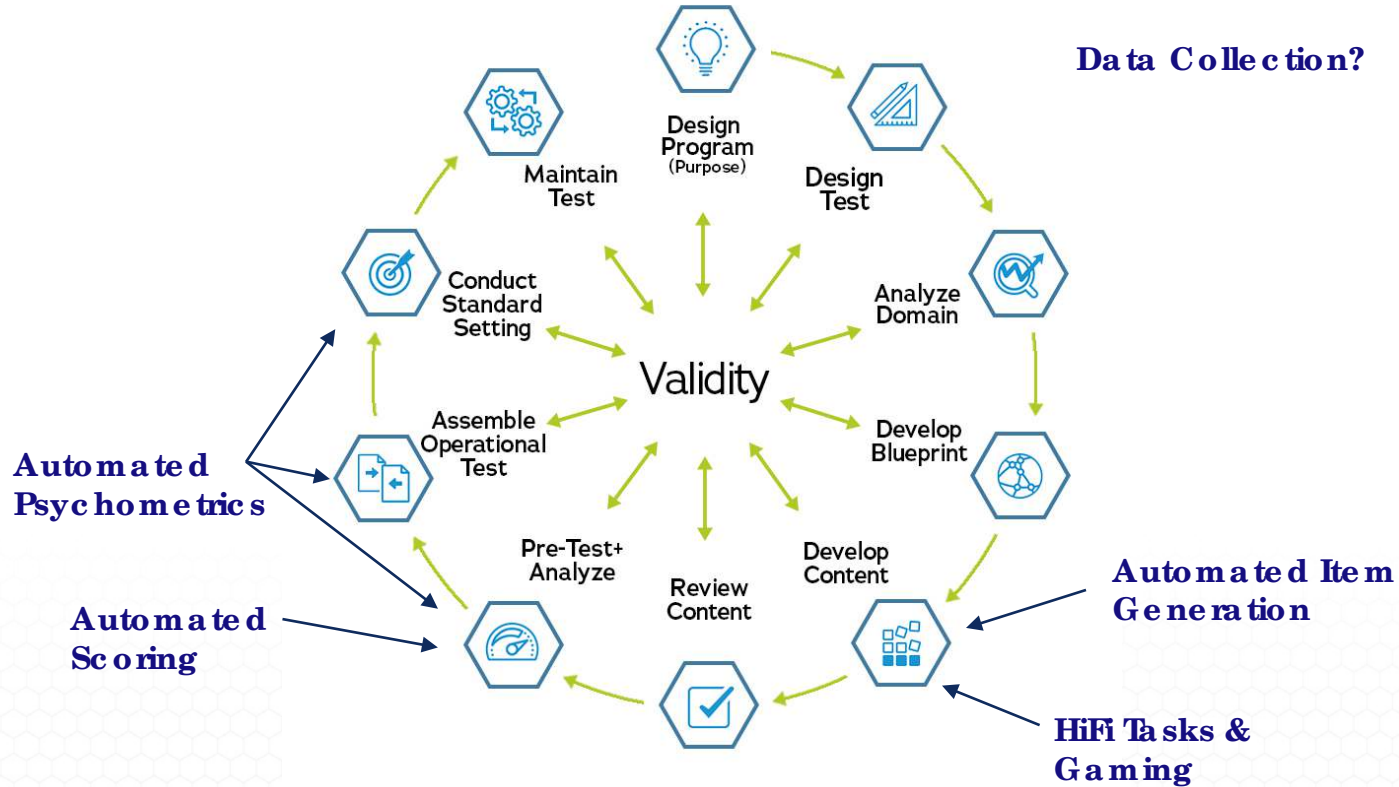 Data Collection?
Design
Program
(Purpose)
Design
Test
Analyze
Domain
Develop
Blueprint
Develop
Content
Review
Content
Pre-Test+
Analyze
Assemble
Operational
Test
Conduct
Standard
Setting
Maintain
Test
Validity
Automated
Psychometrics
Automated
Scoring
Automated Item
Generation
HiFi Tasks &
Gaming